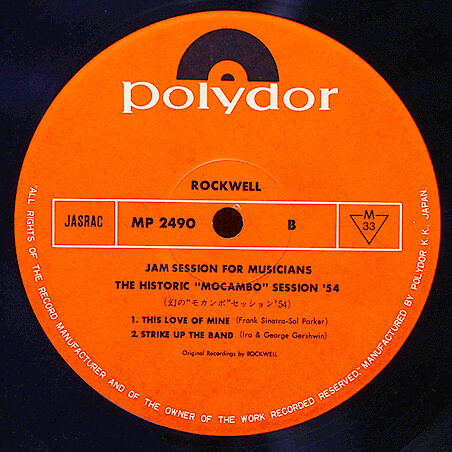 polydor
ROCKWELL
JASRAC MP 2490 B M 33
JAM SESSION FOR MUSICIANS
THE HISTORIC "MOCAMBO" SESSION '54
(幻の"モカンボ"セッション'54)
1. THIS LOVE OF MINE (Frank Sinatra-Sol Parker)
2. STRIKE UP THE BAND (Ira & George Gershwin)
Original Recordings by ROCKWELL
"ALL RIGHTS OF THE RECORD MANUFACTURER AND OF THE OWNER OF THE WORK RECORDED RESERVED," MANUFACTURED BY POLYDOR K. K., JAPAN.